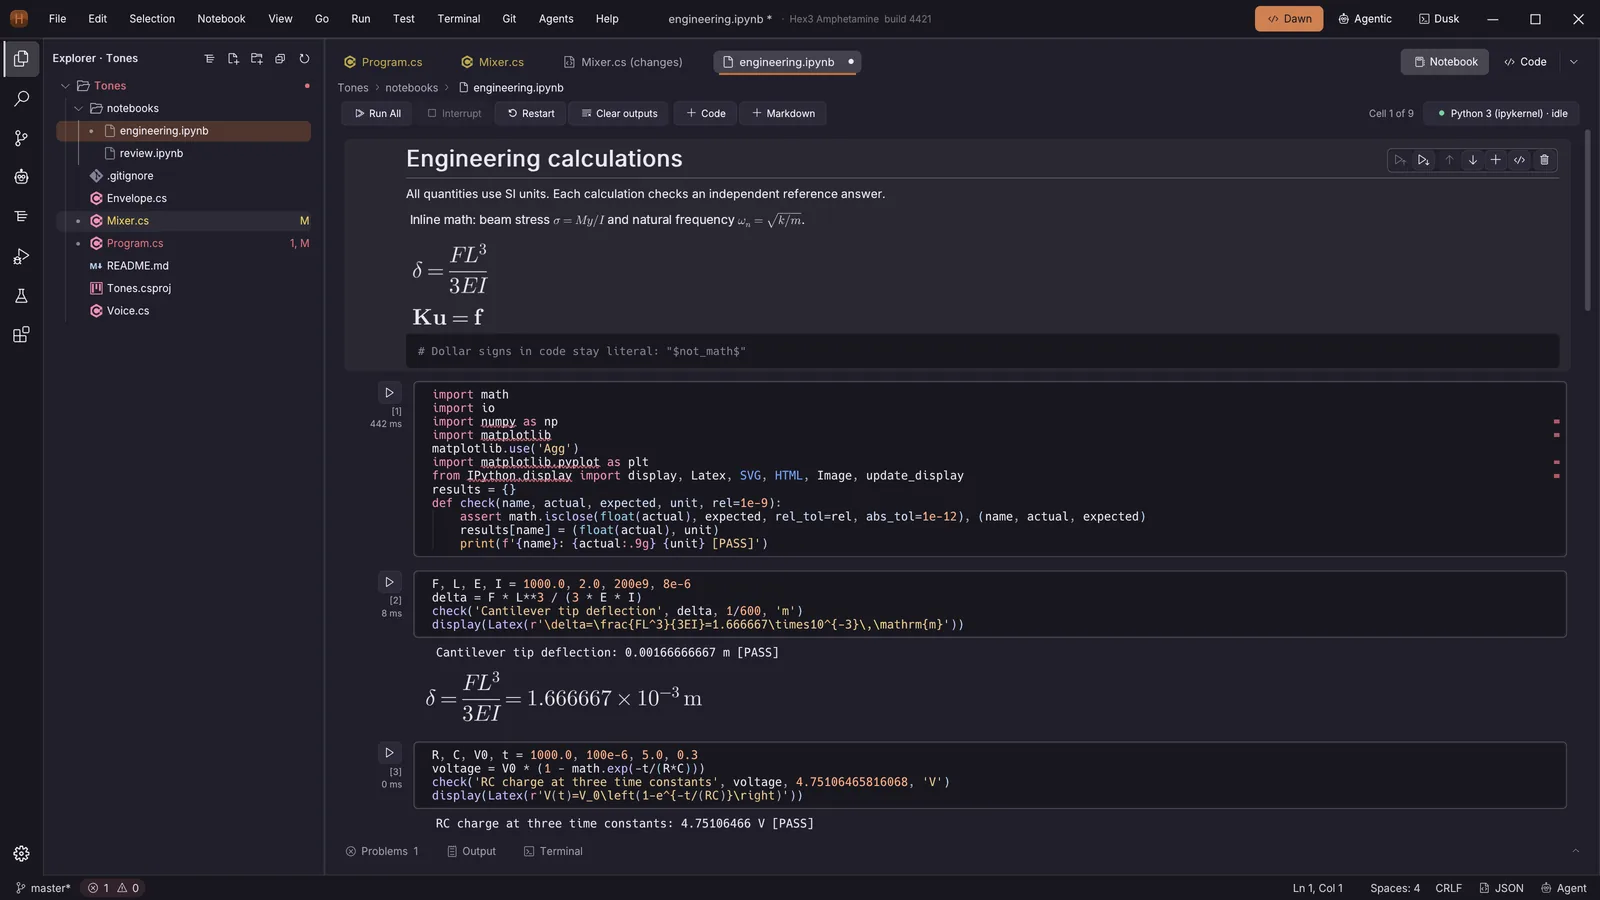 File Edit Selection Notebook View Go Run Test Terminal Git Agents Help
engineering.ipynb * · Hex3 Amphetamine build 4421
Dawn Agentic Dusk
Explorer · Tones
Tones
notebooks
engineering.ipynb
review.ipynb
.gitignore
Envelope.cs
Mixer.cs M
Program.cs 1, M
README.md
Tones.csproj
Voice.cs
Program.cs Mixer.cs Mixer.cs (changes) engineering.ipynb
Notebook Code
Tones > notebooks > engineering.ipynb
Run All Interrupt Restart Clear outputs + Code + Markdown
Cell 1 of 9 Python 3 (ipykernel) · idle
Engineering calculations
All quantities use SI units. Each calculation checks an independent reference answer.
Inline math: beam stress σ = My/I and natural frequency ωₙ = √k/m.
δ = FL³/3EI
Ku = f
# Dollar signs in code stay literal: "$not_math$"
[1]
442 ms
import math
import io
import numpy as np
import matplotlib
matplotlib.use('Agg')
import matplotlib.pyplot as plt
from IPython.display import display, Latex, SVG, HTML, Image, update_display
results = {}
def check(name, actual, expected, unit, rel=1e-9):
assert math.isclose(float(actual), expected, rel_tol=rel, abs_tol=1e-12), (name, actual, expected)
results[name] = (float(actual), unit)
print(f'{name}: {actual:.9g} {unit} [PASS]')
[2]
8 ms
F, L, E, I = 1000.0, 2.0, 200e9, 8e-6
delta = F * L**3 / (3 * E * I)
check('Cantilever tip deflection', delta, 1/600, 'm')
display(Latex(r'\delta=\frac{FL^3}{3EI}=1.666667\times10^{-3}\,\mathrm{m}'))
Cantilever tip deflection: 0.00166666667 m [PASS]
δ = FL³/3EI = 1.666667 × 10⁻³ m
[3]
0 ms
R, C, V0, t = 1000.0, 100e-6, 5.0, 0.3
voltage = V0 * (1 - math.exp(-t/(R*C)))
check('RC charge at three time constants', voltage, 4.75106465816068, 'V')
display(Latex(r'V(t)=V_0\left(1-e^{-t/(RC)}\right)'))
RC charge at three time constants: 4.75106466 V [PASS]
Problems 1 Output Terminal
master* 1 0
Ln 1, Col 1 Spaces: 4 CRLF JSON Agent